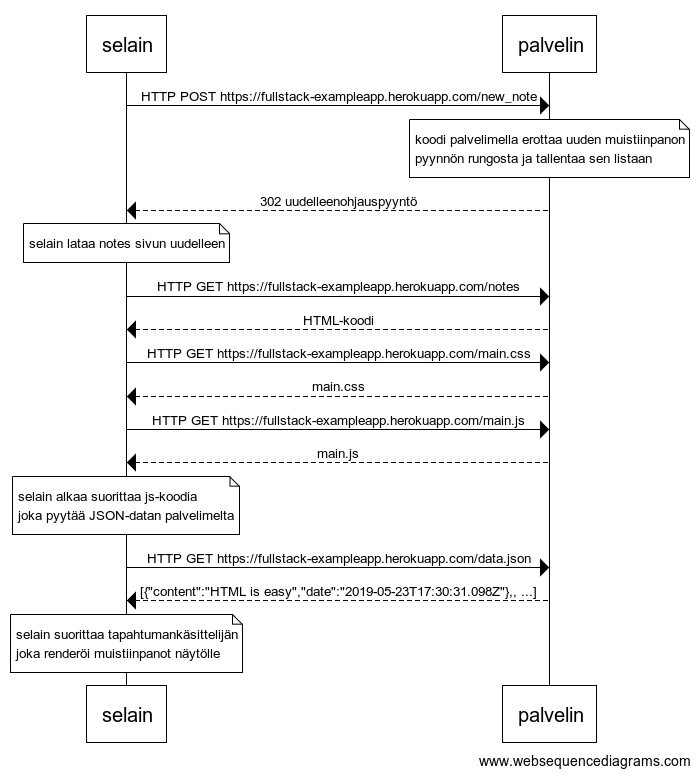 selain
palvelin
HTTP POST https://fullstack-exampleapp.herokuapp.com/new_note
koodi palvelimella erottaa uuden muistiinpanon
pyynnön rungosta ja tallentaa sen listaan
302 uudelleenohjauspyyntö
selain lataa notes sivun uudelleen
HTTP GET https://fullstack-exampleapp.herokuapp.com/notes
HTML-koodi
HTTP GET https://fullstack-exampleapp.herokuapp.com/main.css
main.css
HTTP GET https://fullstack-exampleapp.herokuapp.com/main.js
main.js
selain alkaa suorittaa js-koodia
joka pyytää JSON-datan palvelimelta
HTTP GET https://fullstack-exampleapp.herokuapp.com/data.json
[{"content":"HTML is easy","date":"2019-05-23T17:30:31.098Z"},, ...]
selain suorittaa tapahtumankäsittelijän
joka renderöi muistiinpanot näytölle
selain
palvelin
www.websequencediagrams.com